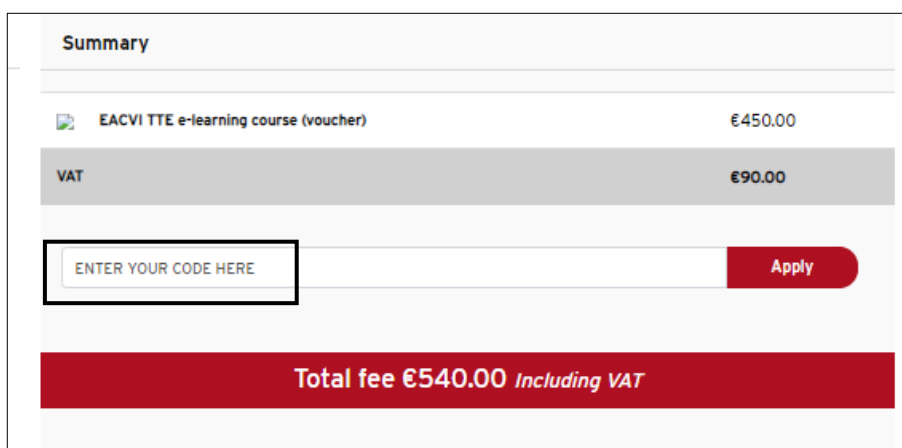 Summary
EACVI TTE e-learning course (voucher) €450.00
VAT €90.00
ENTER YOUR CODE HERE Apply
Total fee €540.00 Including VAT